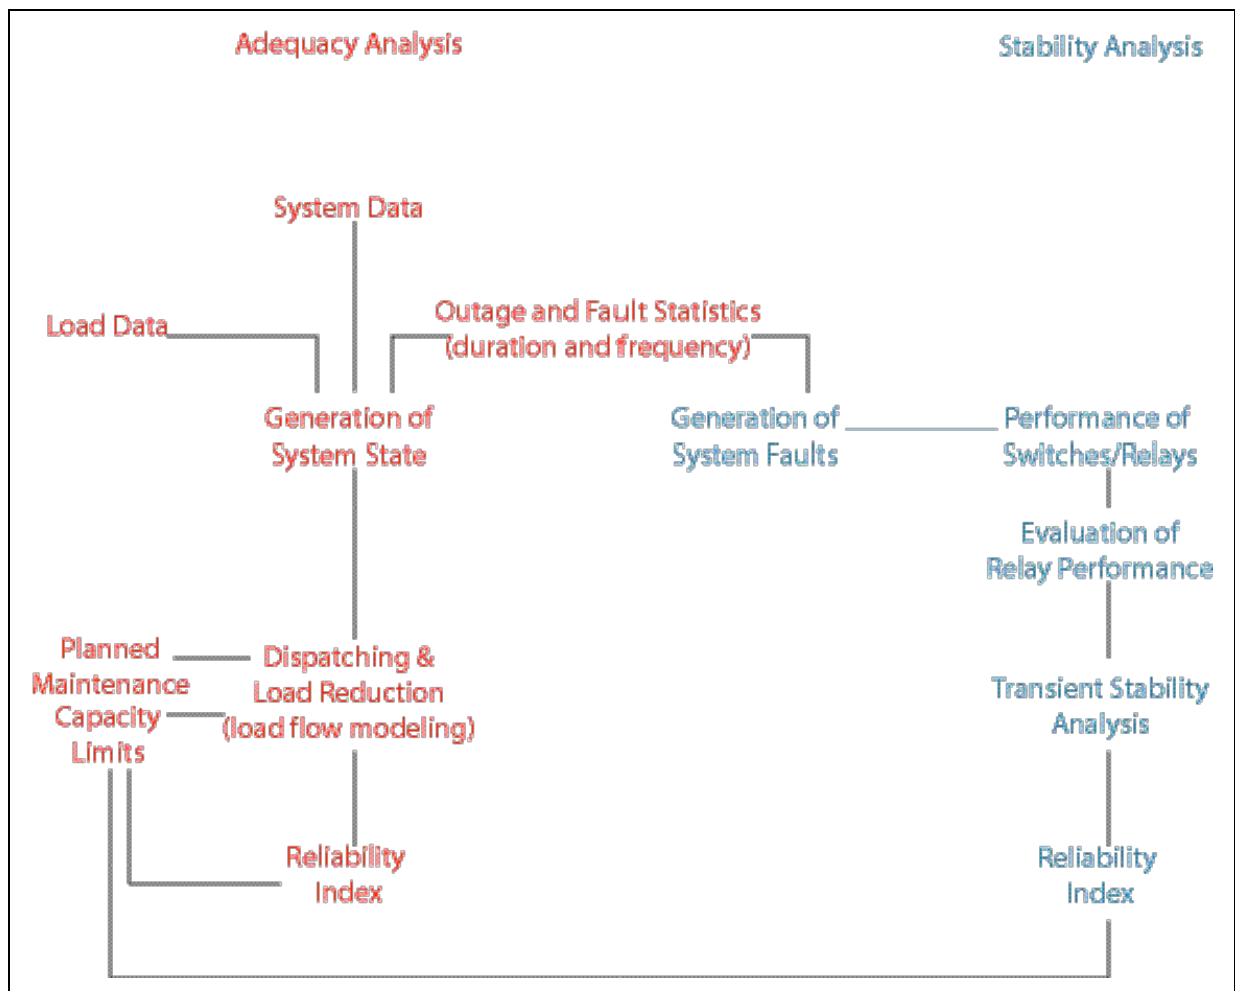 Adequacy Analysis
Stability Analysis
System Data
Load Data
Outage and Fault Statistics
(duration and frequency)
Generation of
System State
Generation of
System Faults
Performance of
Switches/Relays
Evaluation of
Relay Performance
Planned
Maintenance
Capacity
Limits
Dispatching &
Load Reduction
(load flow modeling)
Transient Stability
Analysis
Reliability
Index
Reliability
Index